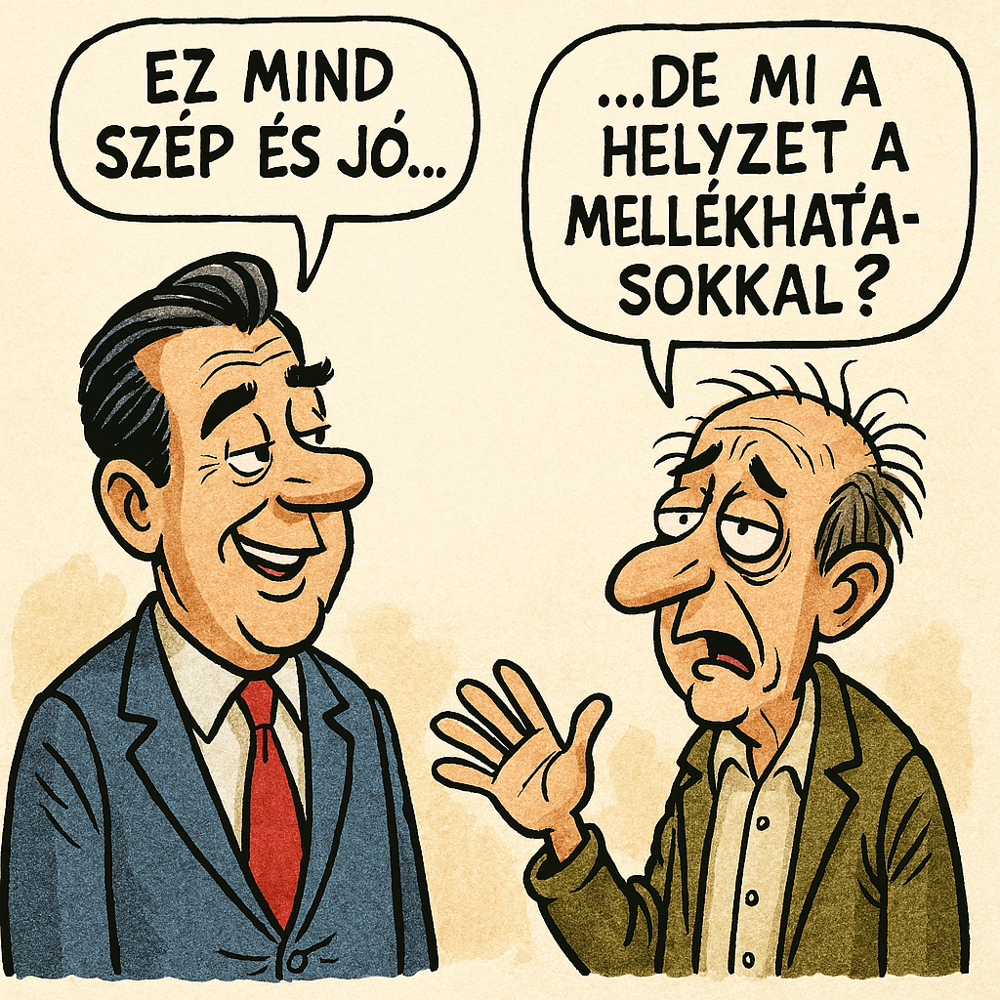 EZ MIND
SZÉP ÉS JÓ...
...DE MI A
HELYZET A
MELLÉKHATÁ-
SOKKAL?